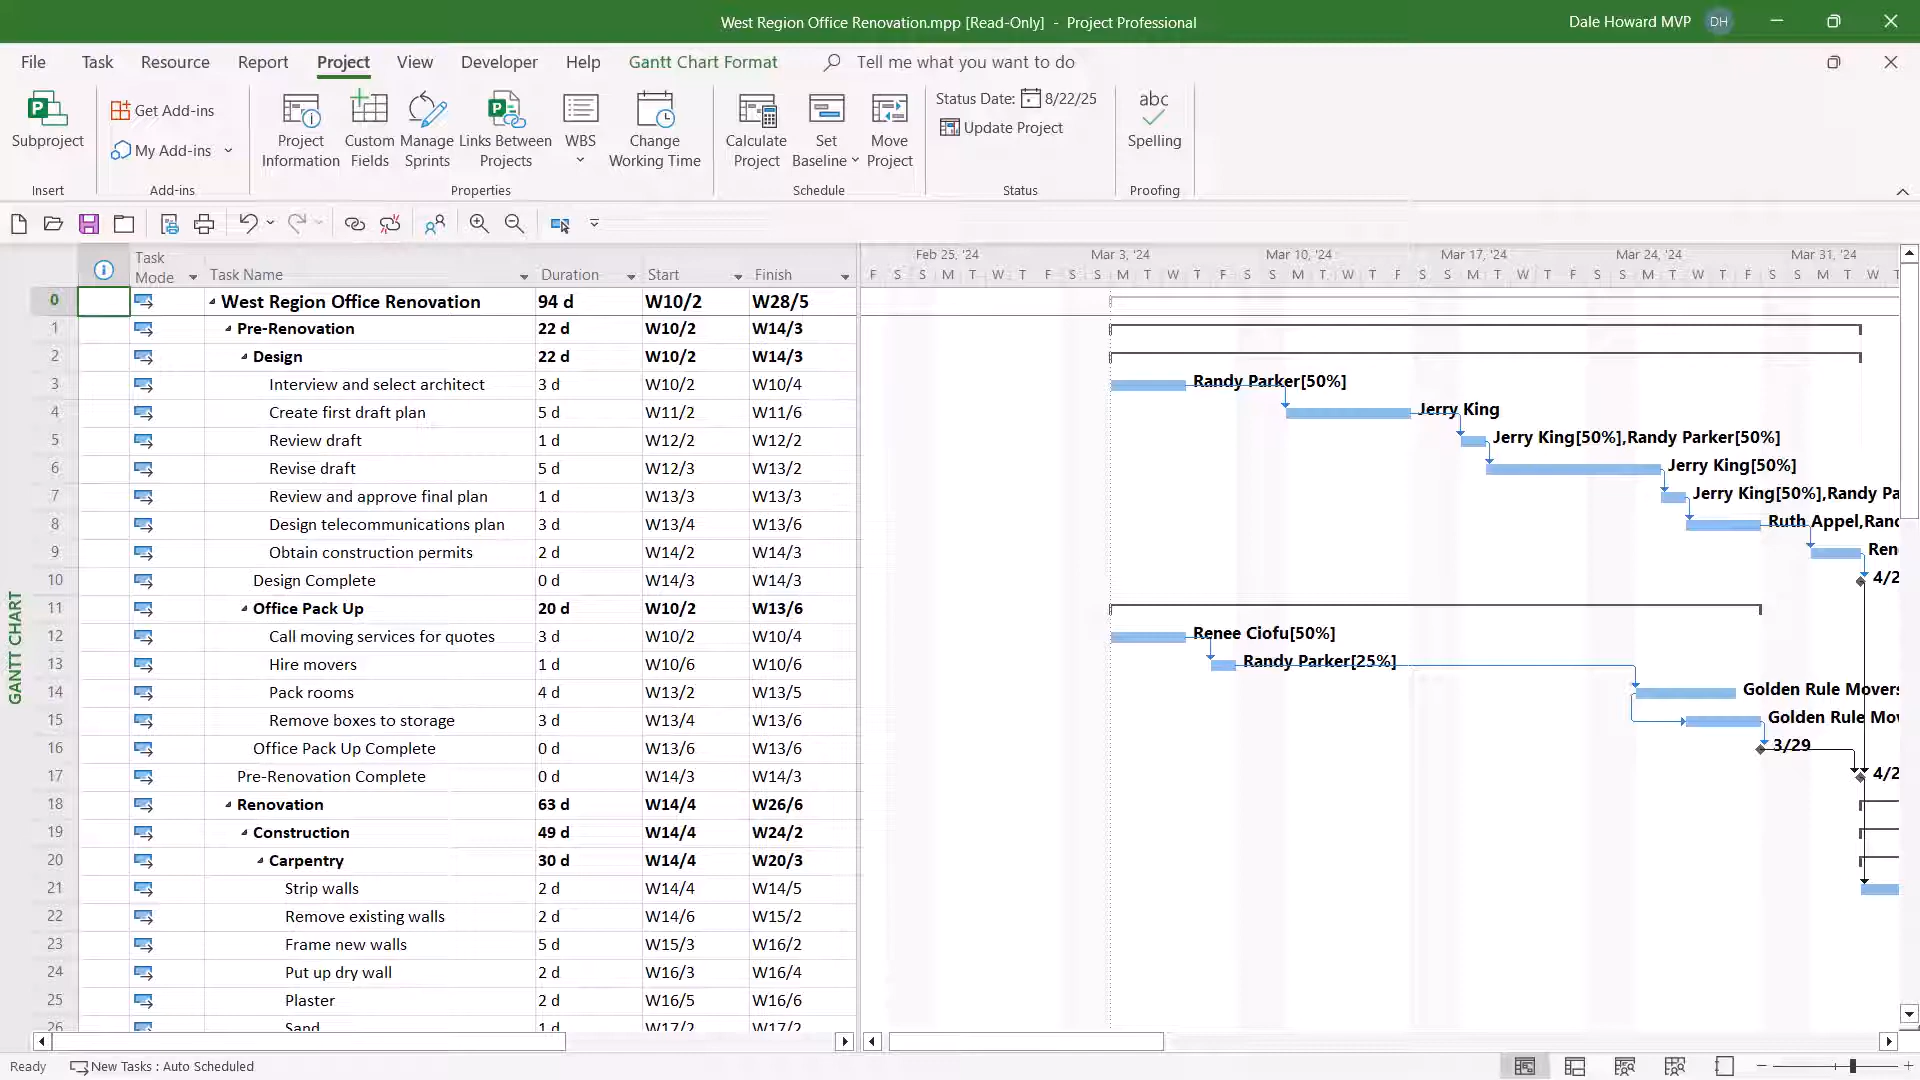 West Region Office Renovation.mpp [Read-Only] - Project Professional
Dale Howard MVP DH
File Task Resource Report Project View Developer Help Gantt Chart Format Tell me what you want to do
Subproject
Insert
Get Add-ins
My Add-ins
Add-ins
Project Information
Custom Fields
Manage Sprints
Links Between Projects
WBS
Change Working Time
Properties
Calculate Project
Set Baseline
Move Project
Schedule
Status Date: 8/22/25
Update Project
Status
abc
Spelling
Proofing
GANTT CHART
Task Mode Task Name Duration Start Finish
Feb 25, '24 Mar 3, '24 Mar 10, '24 Mar 17, '24 Mar 24, '24 Mar 31, '24
F S S M T W T F S S M T W T F S S M T W T F S S M T W T F S S M T W T F S S M T W T
0 West Region Office Renovation 94 d W10/2 W28/5
1 Pre-Renovation 22 d W10/2 W14/3
2 Design 22 d W10/2 W14/3
3 Interview and select architect 3 d W10/2 W10/4 Randy Parker[50%]
4 Create first draft plan 5 d W11/2 W11/6 Jerry King
5 Review draft 1 d W12/2 W12/2 Jerry King[50%],Randy Parker[50%]
6 Revise draft 5 d W12/3 W13/2 Jerry King[50%]
7 Review and approve final plan 1 d W13/3 W13/3 Jerry King[50%],Randy Pa
8 Design telecommunications plan 3 d W13/4 W13/6 Ruth Appel,Ranc
9 Obtain construction permits 2 d W14/2 W14/3 Ren
10 Design Complete 0 d W14/3 W14/3 4/2
11 Office Pack Up 20 d W10/2 W13/6
12 Call moving services for quotes 3 d W10/2 W10/4 Renee Ciofu[50%]
13 Hire movers 1 d W10/6 W10/6 Randy Parker[25%]
14 Pack rooms 4 d W13/2 W13/5 Golden Rule Movers
15 Remove boxes to storage 3 d W13/4 W13/6 Golden Rule Mov
16 Office Pack Up Complete 0 d W13/6 W13/6 3/29
17 Pre-Renovation Complete 0 d W14/3 W14/3 4/2
18 Renovation 63 d W14/4 W26/6
19 Construction 49 d W14/4 W24/2
20 Carpentry 30 d W14/4 W20/3
21 Strip walls 2 d W14/4 W14/5
22 Remove existing walls 2 d W14/6 W15/2
23 Frame new walls 5 d W15/3 W16/2
24 Put up dry wall 2 d W16/3 W16/4
25 Plaster 2 d W16/5 W16/6
26 Sand 1 d W17/2 W17/2
Ready New Tasks : Auto Scheduled